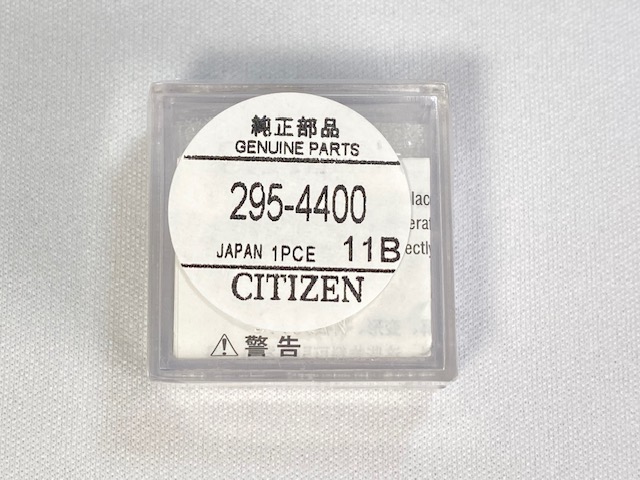 純正部品
GENUINE PARTS
295-4400
JAPAN 1PCE 11B
CITIZEN
警告